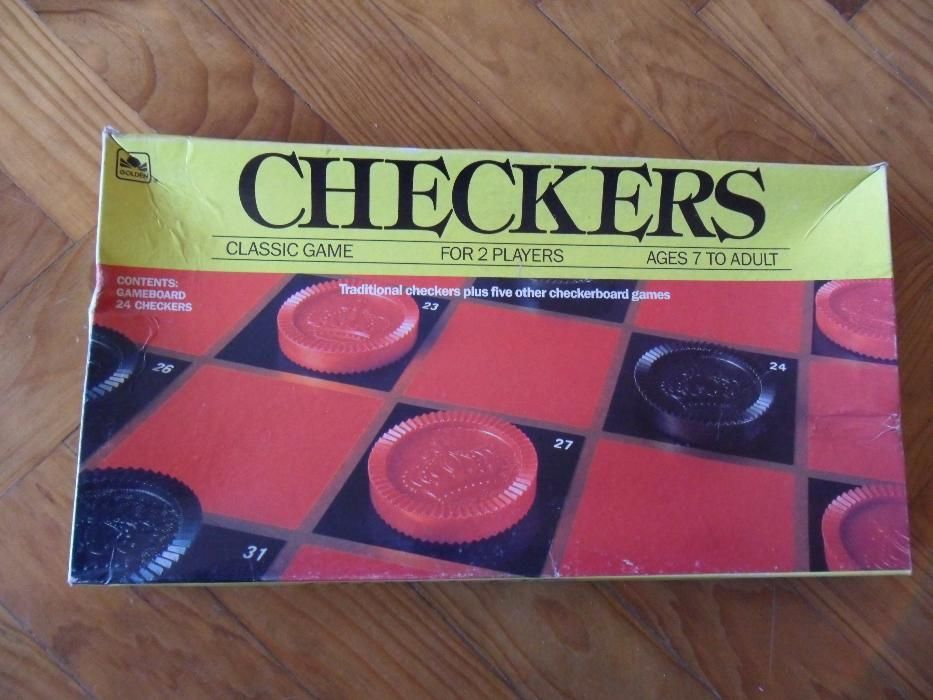 GOLDEN
CHECKERS
CLASSIC GAME FOR 2 PLAYERS AGES 7 TO ADULT
CONTENTS:
GAMEBOARD
24 CHECKERS
Traditional checkers plus five other checkerboard games
23
26
24
27
31